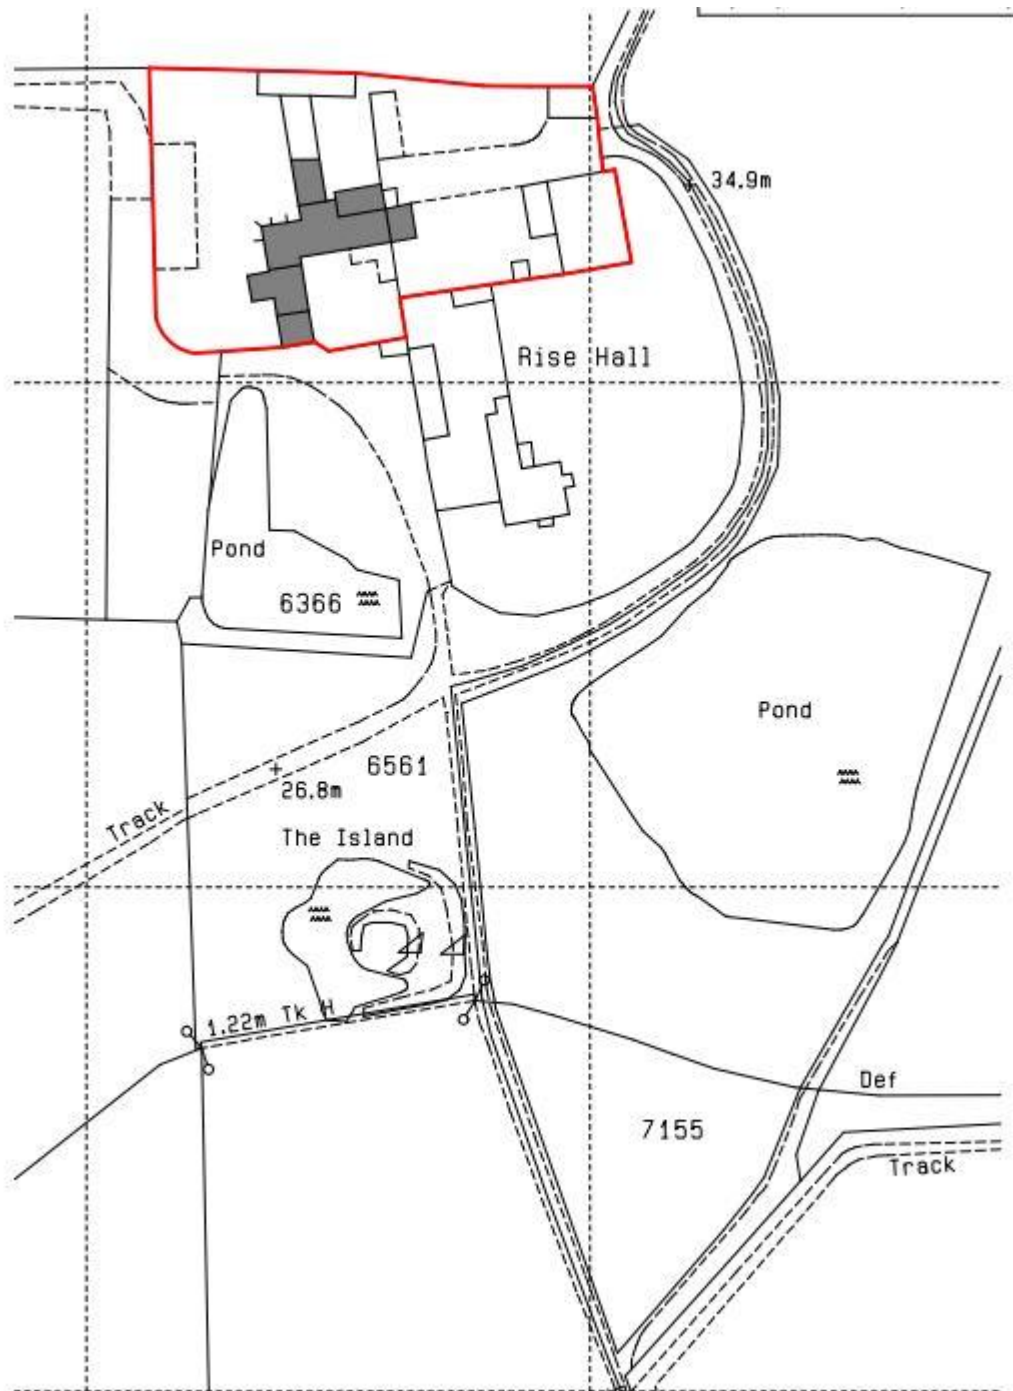 34.9m
Rise Hall
Pond
6366
Pond
6561
26.8m
Track
The Island
1.22m Tk H
Def
7155
Track